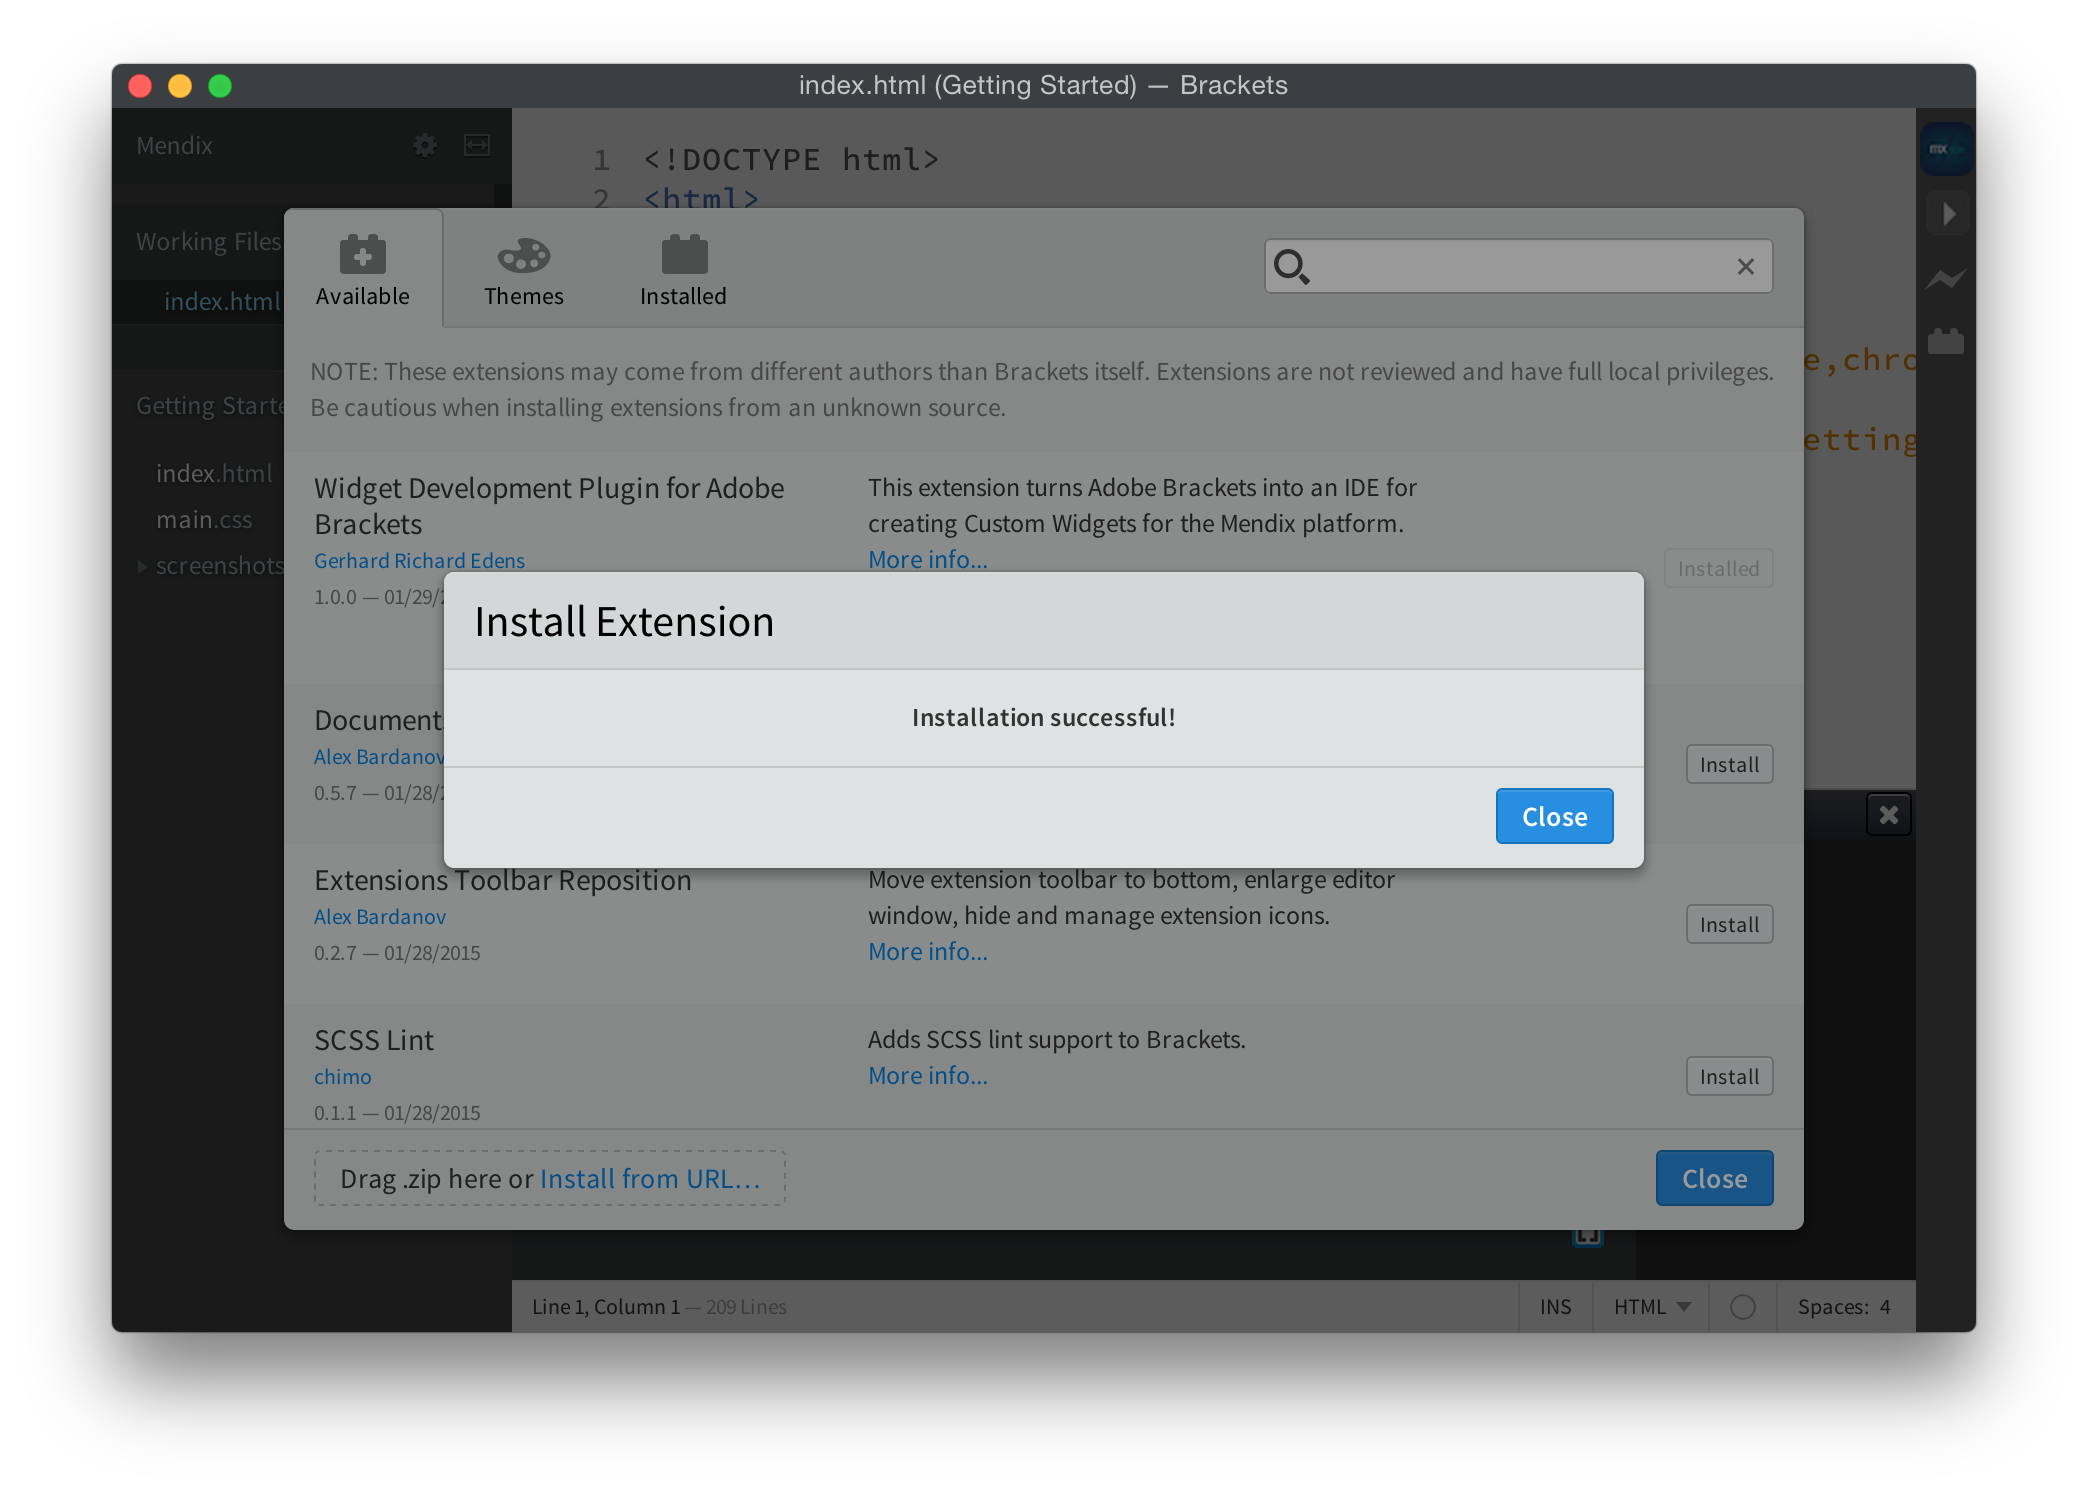 index.html (Getting Started) — Brackets
Mendix
1 <!DOCTYPE html>
2 <html>
mx
Working Files
index.html
Getting Starte
index.html
main.css
screenshots
Available
Themes
Installed
NOTE: These extensions may come from different authors than Brackets itself. Extensions are not reviewed and have full local privileges.
Be cautious when installing extensions from an unknown source.
e,chro
etting
Widget Development Plugin for Adobe
Brackets
Gerhard Richard Edens
1.0.0 — 01/29/2
This extension turns Adobe Brackets into an IDE for
creating Custom Widgets for the Mendix platform.
More info...
Installed
Install Extension
Installation successful!
Close
Document
Alex Bardanov
0.5.7 — 01/28/2
Install
Extensions Toolbar Reposition
Alex Bardanov
0.2.7 — 01/28/2015
Move extension toolbar to bottom, enlarge editor
window, hide and manage extension icons.
More info...
Install
SCSS Lint
chimo
0.1.1 — 01/28/2015
Adds SCSS lint support to Brackets.
More info...
Install
Drag .zip here or Install from URL...
Close
Line 1, Column 1 — 209 Lines
INS
HTML
Spaces: 4